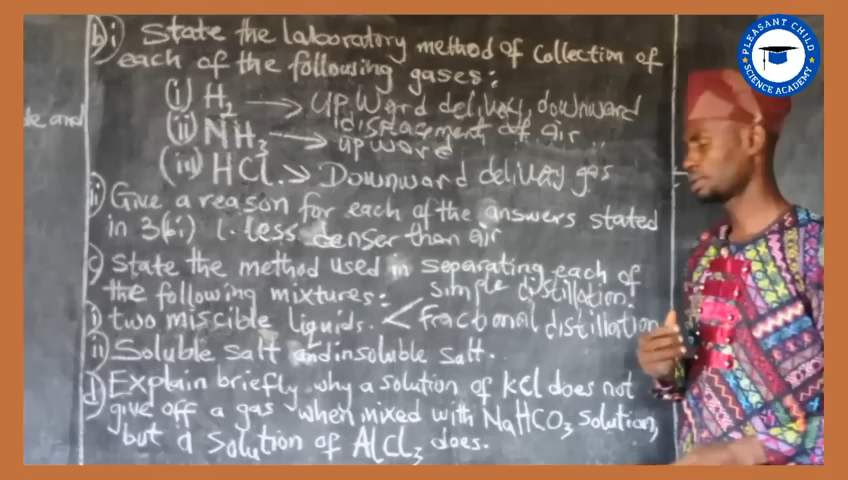 PLEASANT CHILD
SCIENCE ACADEMY
de and
b) i State the laboratory method of collection of
each of the following gases:
(i) H2 → Upward delivery, downward
displacement of air
(ii) NH3 → upward "
(iii) HCl → Downward delivery gas
ii) Give a reason for each of the answers stated
in 3(bi) 1. less denser than air
c) State the method used in separating each of
the following mixtures: simple distillation.
i) two miscible liquids. < fractional distillation
ii) Soluble salt and insoluble salt.
d) Explain briefly why a solution of KCl does not
give off a gas when mixed with NaHCO3 solution,
but a solution of AlCl3 does.